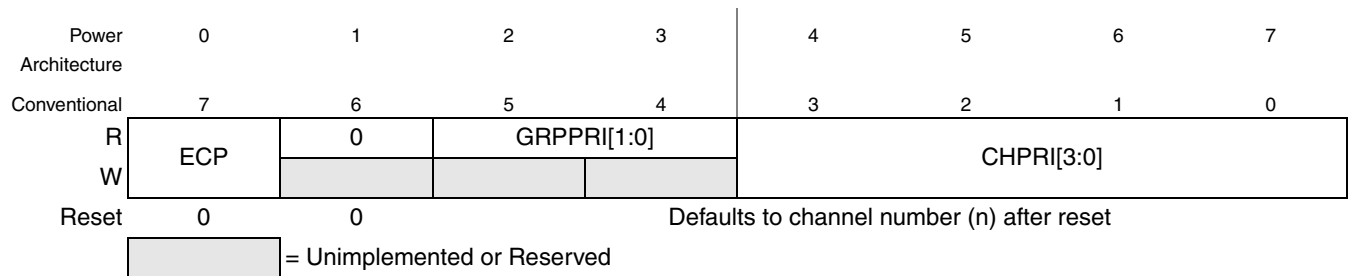 Power Architecture 0 1 2 3 4 5 6 7
Conventional 7 6 5 4 3 2 1 0
R ECP 0 GRPPRI[1:0] CHPRI[3:0]
W
Reset 0 0 Defaults to channel number (n) after reset
= Unimplemented or Reserved